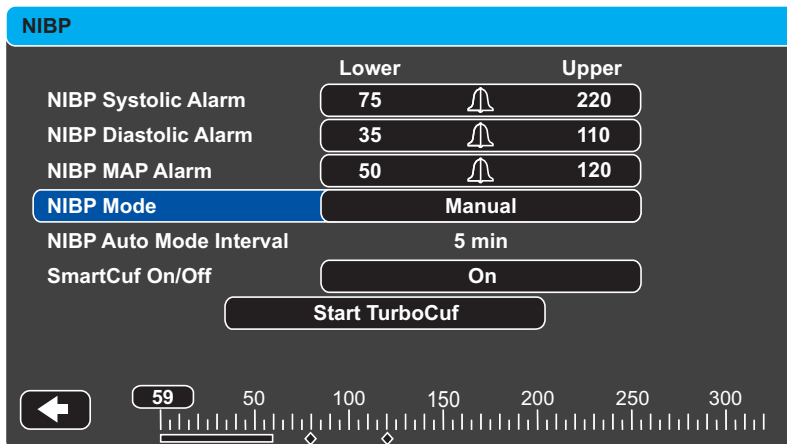 NIBP
Lower Upper
NIBP Systolic Alarm 75 220
NIBP Diastolic Alarm 35 110
NIBP MAP Alarm 50 120
NIBP Mode Manual
NIBP Auto Mode Interval 5 min
SmartCuf On/Off On
Start TurboCuf
59 50 100 150 200 250 300